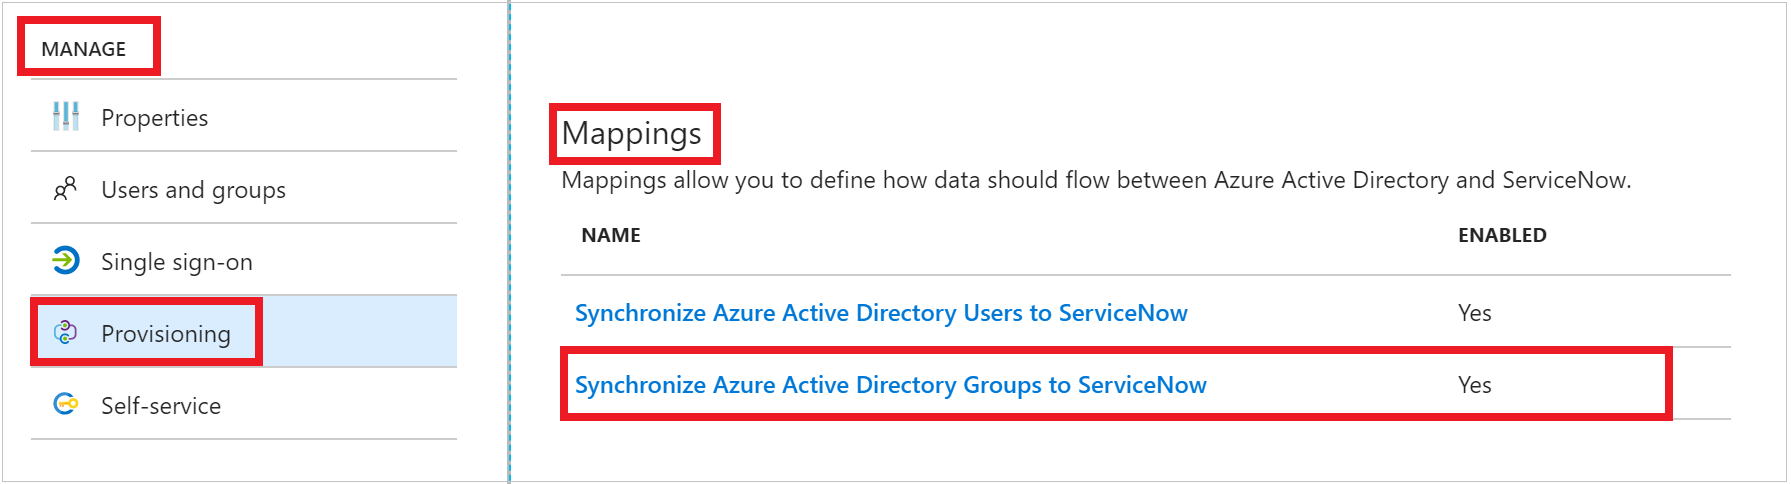 MANAGE
Properties
Users and groups
Single sign-on
Provisioning
Self-service
Mappings
Mappings allow you to define how data should flow between Azure Active Directory and ServiceNow.
NAME ENABLED
Synchronize Azure Active Directory Users to ServiceNow Yes
Synchronize Azure Active Directory Groups to ServiceNow Yes